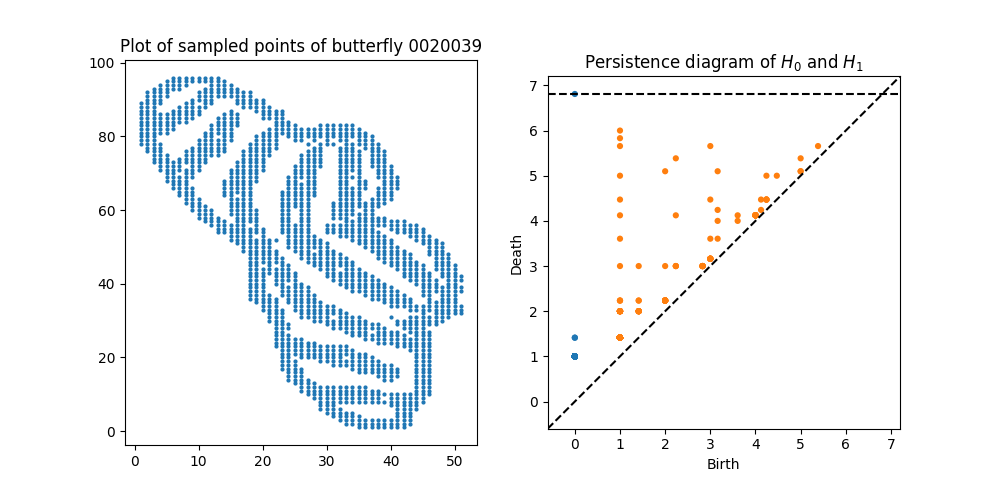 Plot of sampled points of butterfly 0020039
100
80
60
40
20
0
0 10 20 30 40 50
Persistence diagram of H₀ and H₁
7
6
5
4
3
2
1
0
Death
0 1 2 3 4 5 6 7
Birth